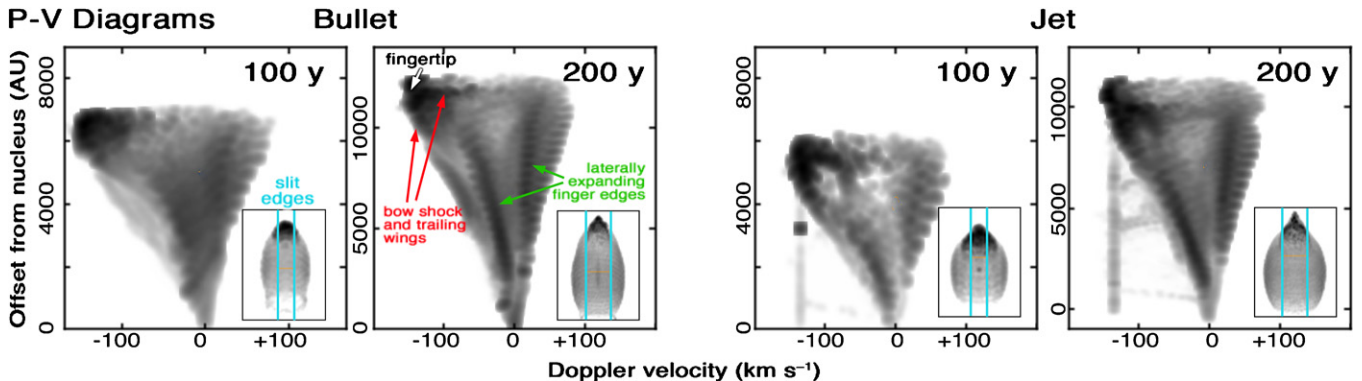 P-V Diagrams
Bullet
Jet
Offset from nucleus (AU)
100 y
8000
4000
0
slit
edges
-100
0
+100
200 y
fingertip
10000
5000
0
laterally
expanding
finger edges
bow shock
and trailing
wings
-100
0
+100
100 y
8000
4000
0
-100
0
+100
200 y
10000
5000
0
-100
0
+100
Doppler velocity (km s⁻¹)